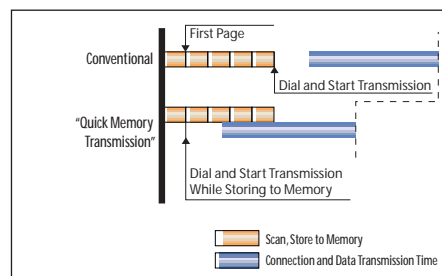 First Page
Conventional
Dial and Start Transmission
"Quick Memory
Transmission"
Dial and Start Transmission
While Storing to Memory
Scan, Store to Memory
Connection and Data Transmission Time